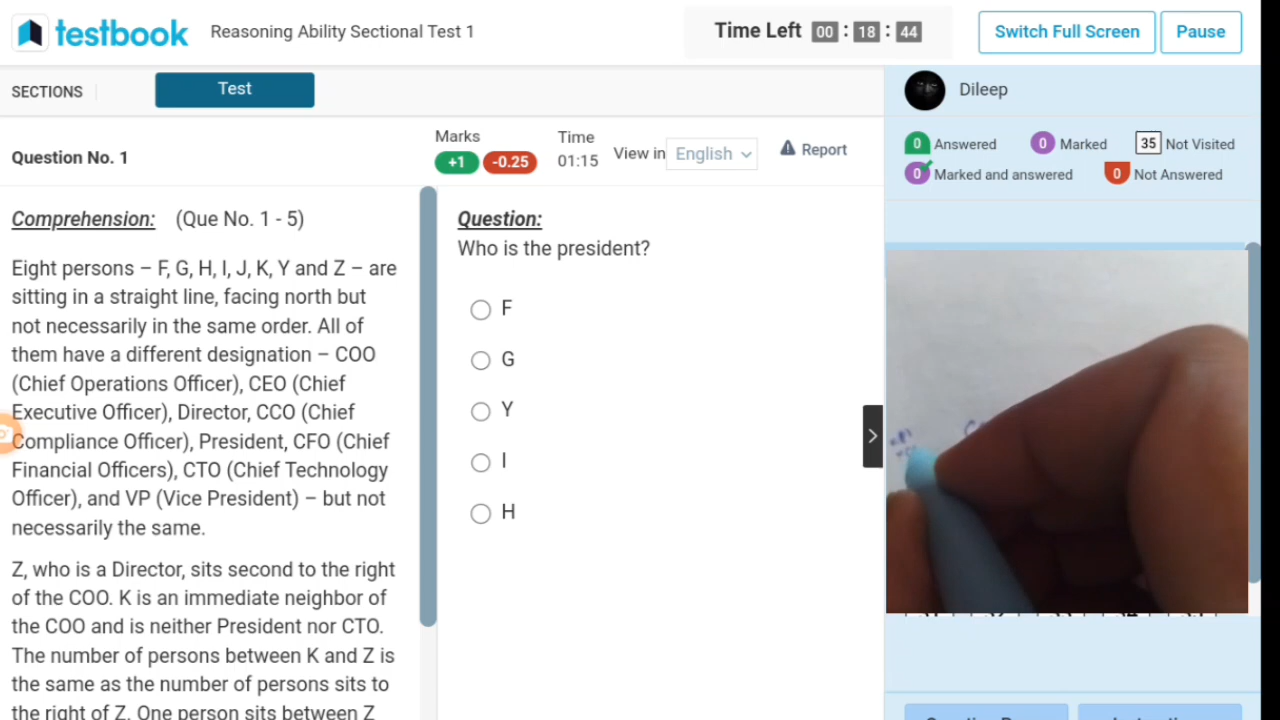 testbook
Reasoning Ability Sectional Test 1
Time Left 00 : 18 : 44
Switch Full Screen
Pause
SECTIONS
Test
Dileep
Question No. 1
Marks
+1 -0.25
Time
01:15
View in English
Report
0 Answered
0 Marked
35 Not Visited
0 Marked and answered
0 Not Answered
Comprehension: (Que No. 1 - 5)
Eight persons – F, G, H, I, J, K, Y and Z – are
sitting in a straight line, facing north but
not necessarily in the same order. All of
them have a different designation – COO
(Chief Operations Officer), CEO (Chief
Executive Officer), Director, CCO (Chief
Compliance Officer), President, CFO (Chief
Financial Officers), CTO (Chief Technology
Officer), and VP (Vice President) – but not
necessarily the same.
Z, who is a Director, sits second to the right
of the COO. K is an immediate neighbor of
the COO and is neither President nor CTO.
The number of persons between K and Z is
the same as the number of persons sits to
the right of Z. One person sits between Z
Question:
Who is the president?
F
G
Y
I
H